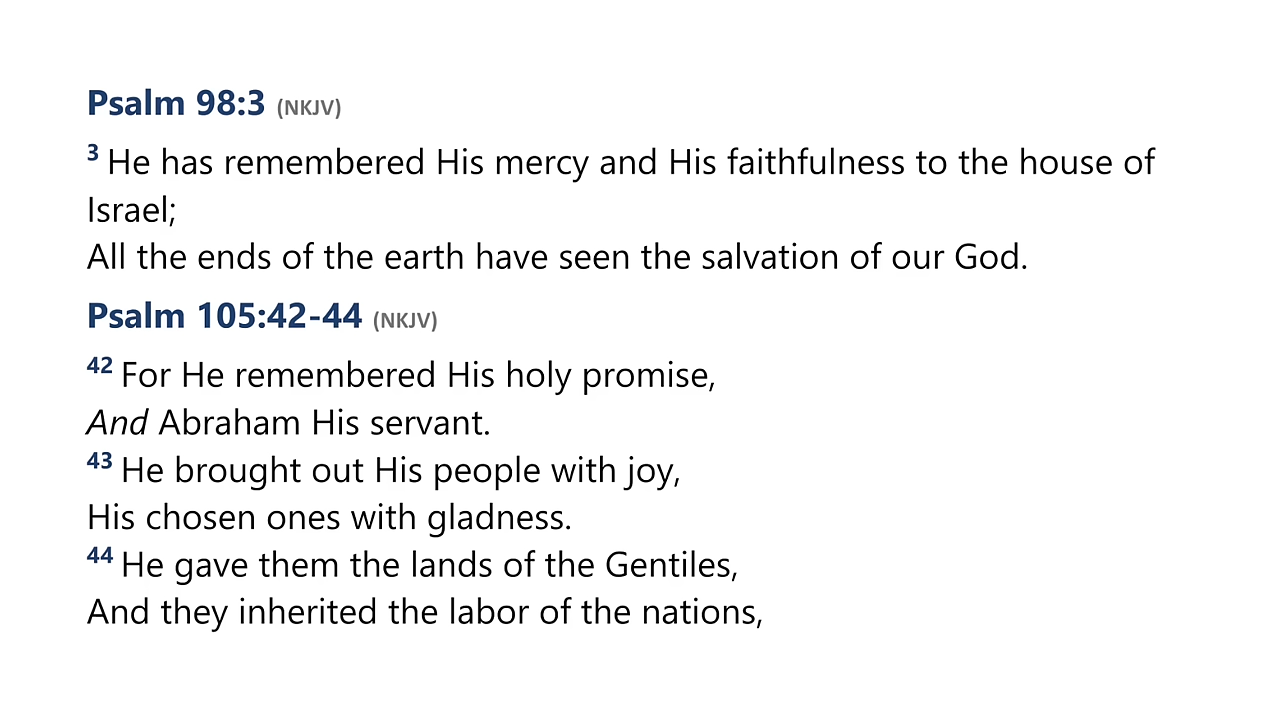 Psalm 98:3 (NKJV)
3 He has remembered His mercy and His faithfulness to the house of
Israel;
All the ends of the earth have seen the salvation of our God.
Psalm 105:42-44 (NKJV)
42 For He remembered His holy promise,
And Abraham His servant.
43 He brought out His people with joy,
His chosen ones with gladness.
44 He gave them the lands of the Gentiles,
And they inherited the labor of the nations,